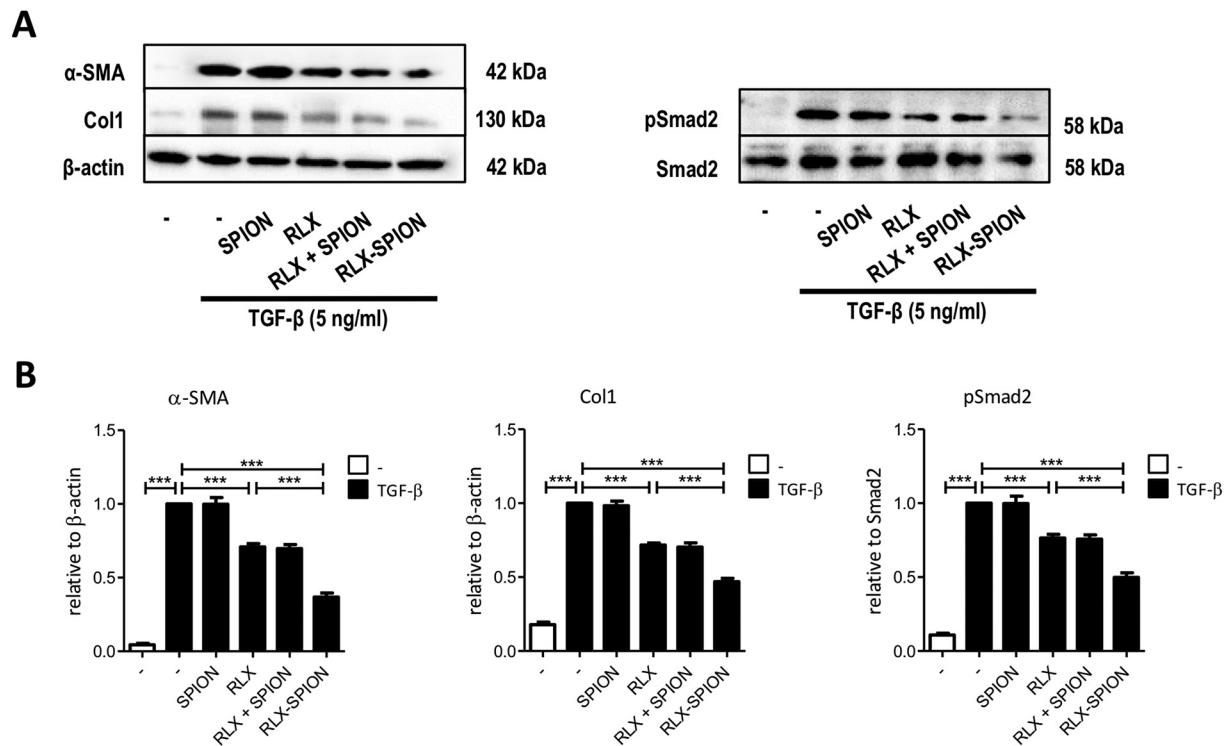 A
α-SMA 42 kDa
Col1 130 kDa
β-actin 42 kDa
- - SPION RLX RLX + SPION RLX-SPION
TGF-β (5 ng/ml)
pSmad2 58 kDa
Smad2 58 kDa
- - SPION RLX RLX + SPION RLX-SPION
TGF-β (5 ng/ml)
B
α-SMA
relative to β-actin
1.5
1.0
0.5
0.0
***
*** *** ***
-
TGF-β
- - SPION RLX RLX + SPION RLX-SPION
Col1
relative to β-actin
1.5
1.0
0.5
0.0
***
*** *** ***
-
TGF-β
- - SPION RLX RLX + SPION RLX-SPION
pSmad2
relative to Smad2
1.5
1.0
0.5
0.0
***
*** *** ***
-
TGF-β
- - SPION RLX RLX + SPION RLX-SPION